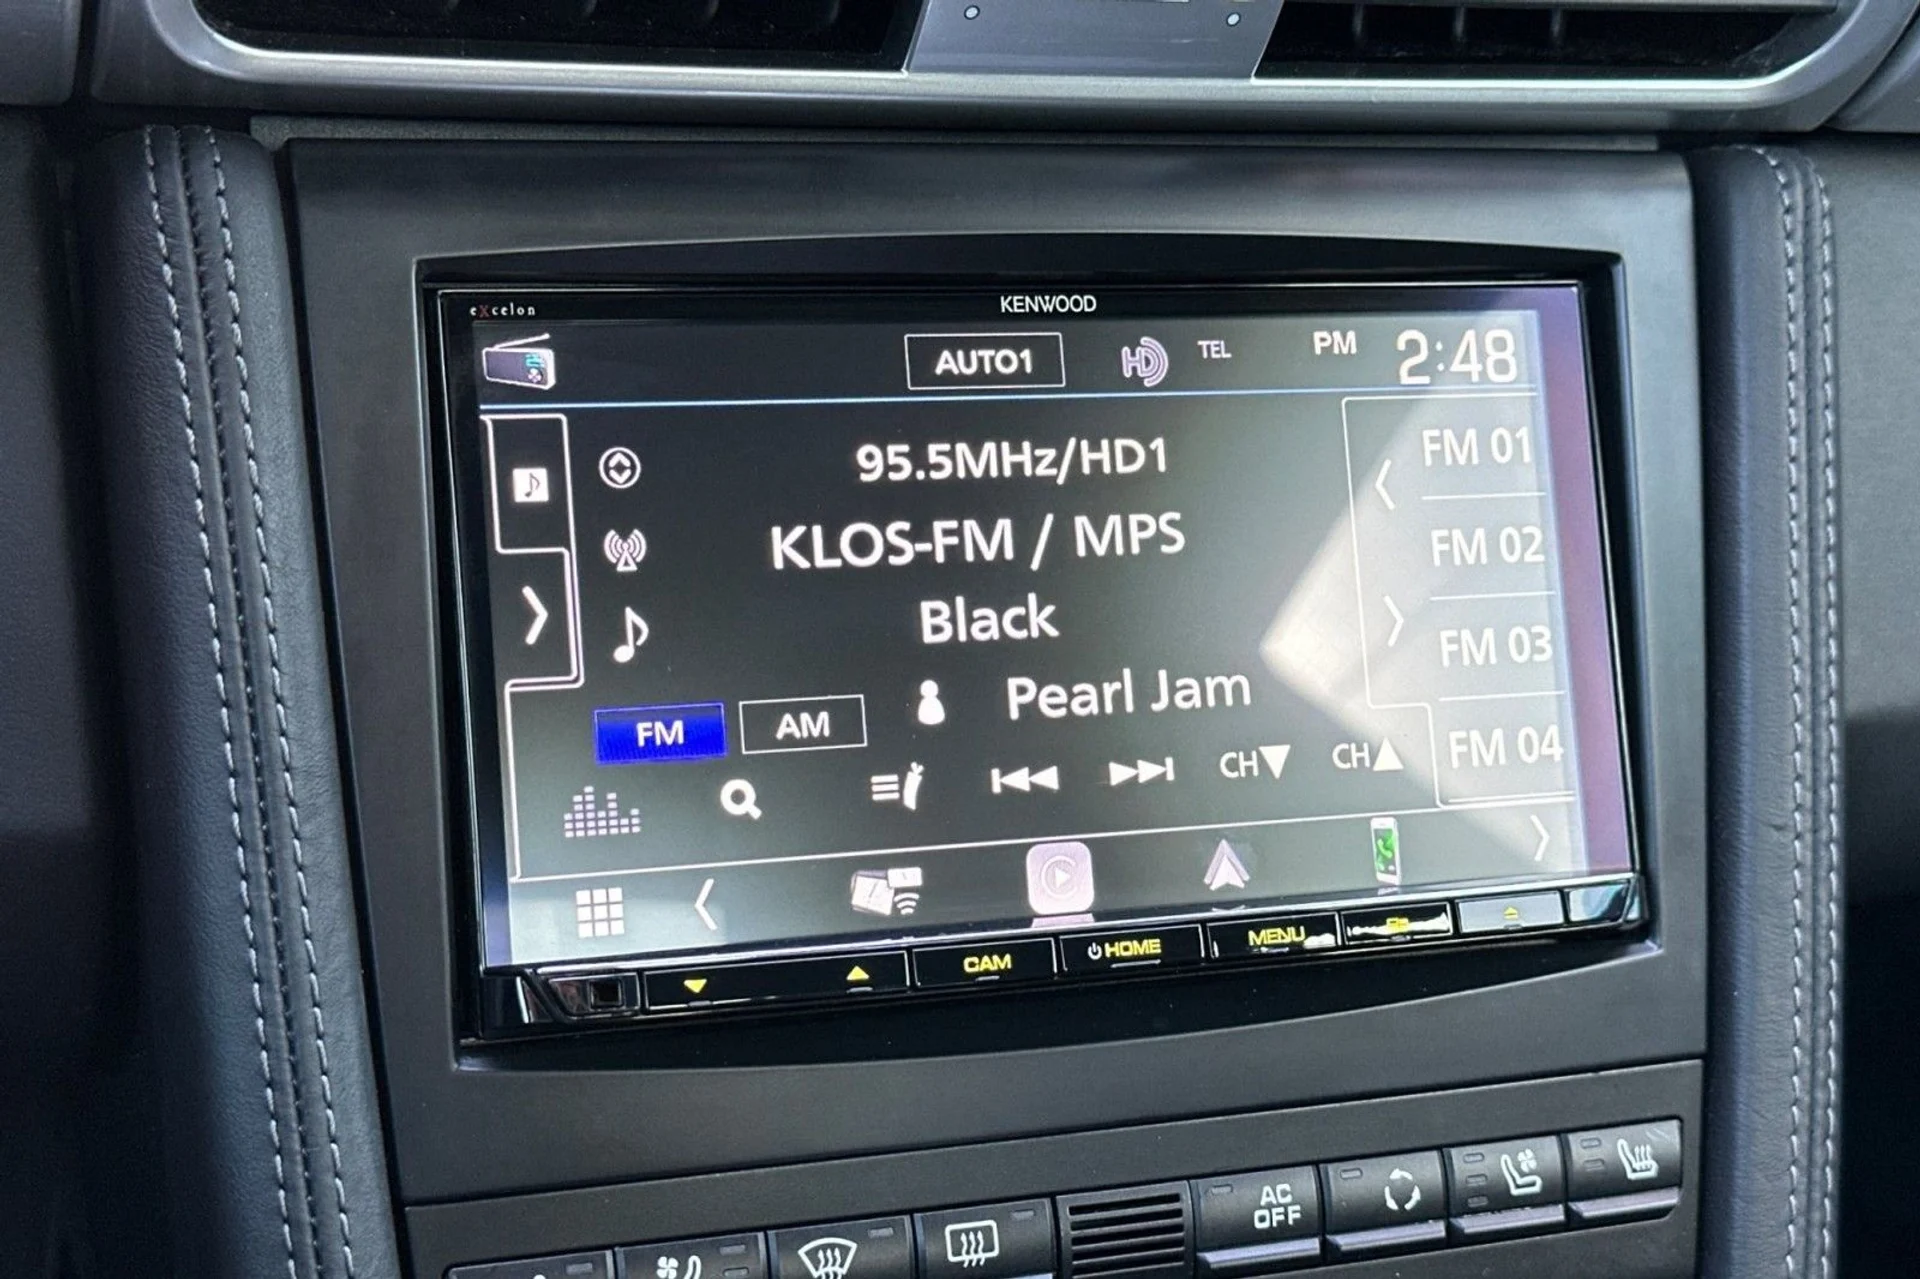 eXcelon
KENWOOD
AUTO1
HD
TEL
PM 2:48
95.5MHz/HD1
KLOS-FM / MPS
Black
Pearl Jam
FM
AM
CH▼
CH▲
FM 01
FM 02
FM 03
FM 04
CAM
HOME
MENU
AC
OFF